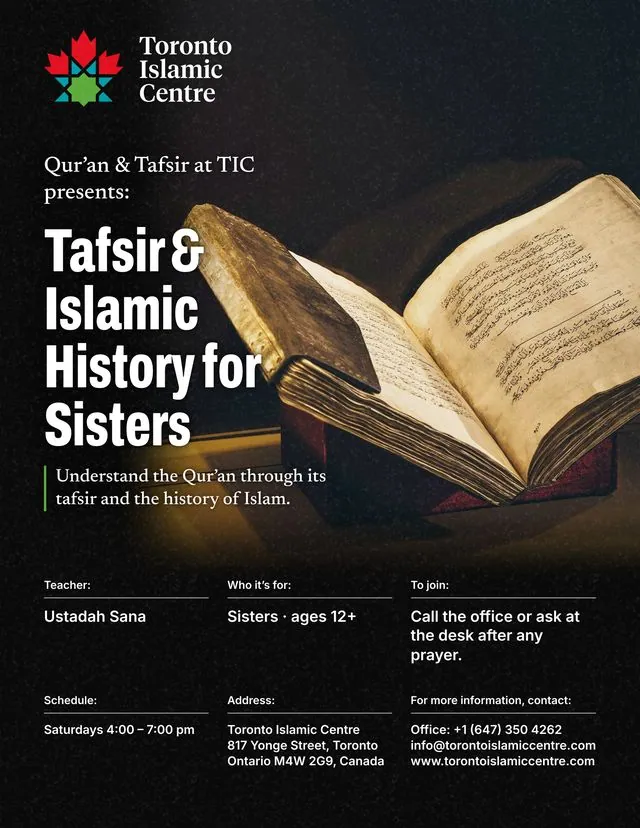 Toronto
Islamic
Centre
Qur’an & Tafsir at TIC
presents:
Tafsir &
Islamic
History for
Sisters
Understand the Qur’an through its
tafsir and the history of Islam.
Teacher:
Ustadah Sana
Who it’s for:
Sisters · ages 12+
To join:
Call the office or ask at
the desk after any
prayer.
Schedule:
Saturdays 4:00 – 7:00 pm
Address:
Toronto Islamic Centre
817 Yonge Street, Toronto
Ontario M4W 2G9, Canada
For more information, contact:
Office: +1 (647) 350 4262
info@torontoislamiccentre.com
www.torontoislamiccentre.com